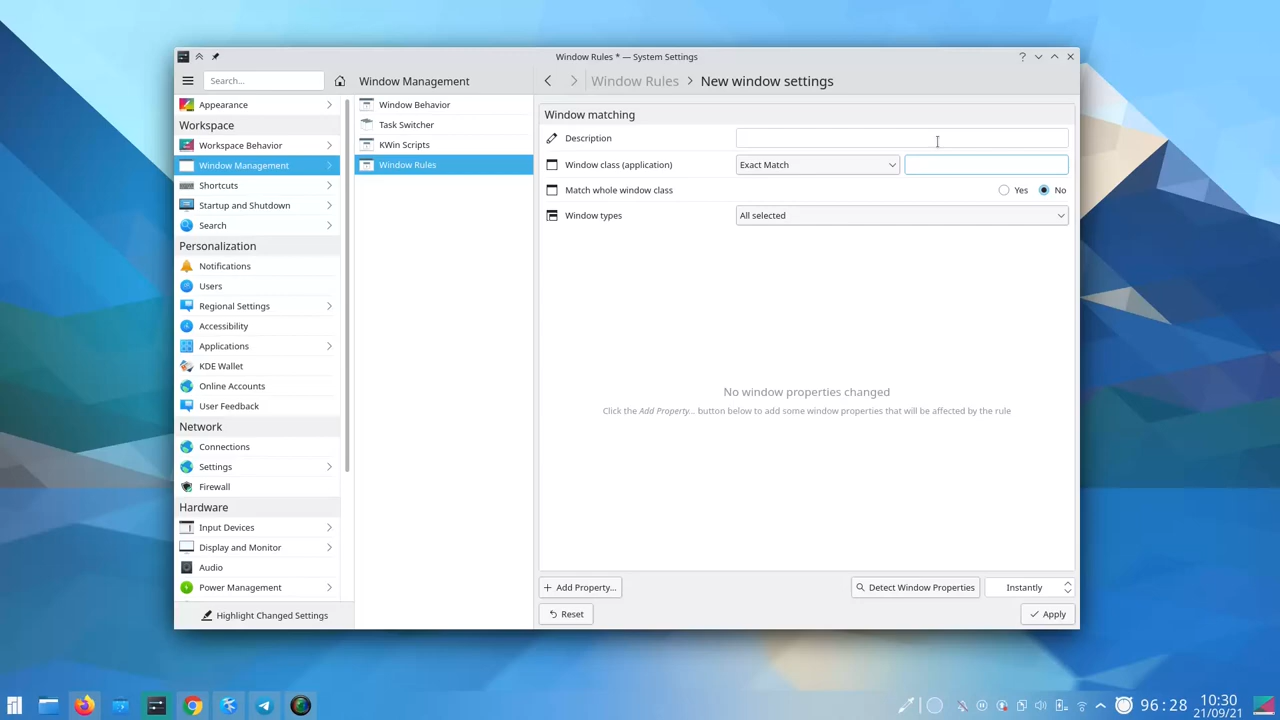 Window Rules * — System Settings
Search...
Window Management
Window Rules > New window settings
Appearance
Workspace
Workspace Behavior
Window Management
Shortcuts
Startup and Shutdown
Search
Personalization
Notifications
Users
Regional Settings
Accessibility
Applications
KDE Wallet
Online Accounts
User Feedback
Network
Connections
Settings
Firewall
Hardware
Input Devices
Display and Monitor
Audio
Power Management
Highlight Changed Settings
Window Behavior
Task Switcher
KWin Scripts
Window Rules
Window matching
Description
Window class (application)
Exact Match
Match whole window class
Yes
No
Window types
All selected
No window properties changed
Click the Add Property... button below to add some window properties that will be affected by the rule
Add Property...
Detect Window Properties
Instantly
Reset
Apply
96:28
10:30
21/09/21